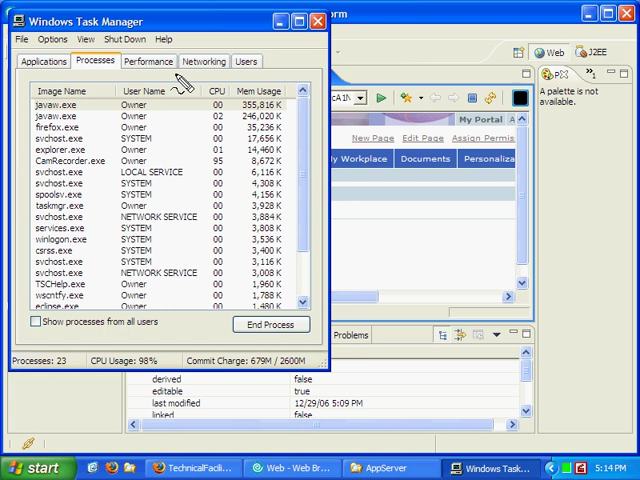 Windows Task Manager
File Options View Shut Down Help
Applications Processes Performance Networking Users
Image Name User Name CPU Mem Usage
javaw.exe Owner 00 355,816 K
javaw.exe Owner 02 246,020 K
firefox.exe Owner 00 35,236 K
svchost.exe SYSTEM 00 17,656 K
explorer.exe Owner 01 14,460 K
CamRecorder.exe Owner 95 8,672 K
svchost.exe LOCAL SERVICE 00 6,116 K
svchost.exe SYSTEM 00 4,308 K
spoolsv.exe SYSTEM 00 4,156 K
taskmgr.exe Owner 02 3,928 K
svchost.exe NETWORK SERVICE 00 3,884 K
services.exe SYSTEM 00 3,808 K
winlogon.exe SYSTEM 00 3,536 K
csrss.exe SYSTEM 00 3,400 K
svchost.exe SYSTEM 00 3,116 K
svchost.exe NETWORK SERVICE 00 3,008 K
TSCHelp.exe Owner 00 1,960 K
wscntfy.exe Owner 00 1,788 K
eclipse.exe Owner 00 1,480 K
Show processes from all users
End Process
Processes: 23 CPU Usage: 98% Commit Charge: 679M / 2600M
orm
Web J2EE
A palette is not
available.
My Portal
New Page Edit Page Assign Permiss
My Workplace Documents Personaliza
Problems
derived false
editable true
last modified 12/29/06 5:09 PM
linked false
start TechnicalFacili... Web - Web Br... AppServer Windows Task... 5:14 PM